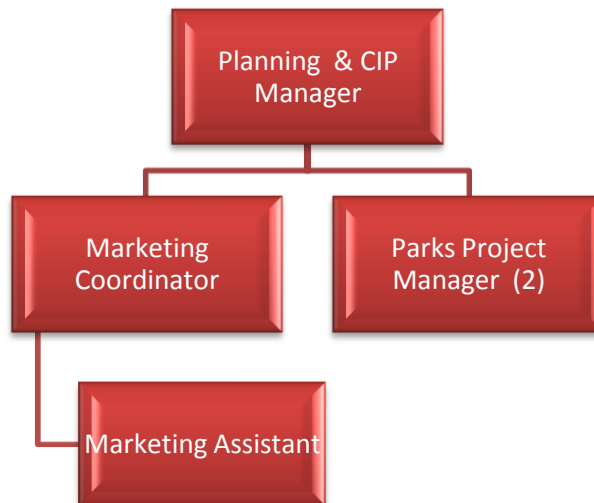 Planning  & CIP
Manager
Marketing
Coordinator
Parks Project
Manager  (2)
Marketing Assistant